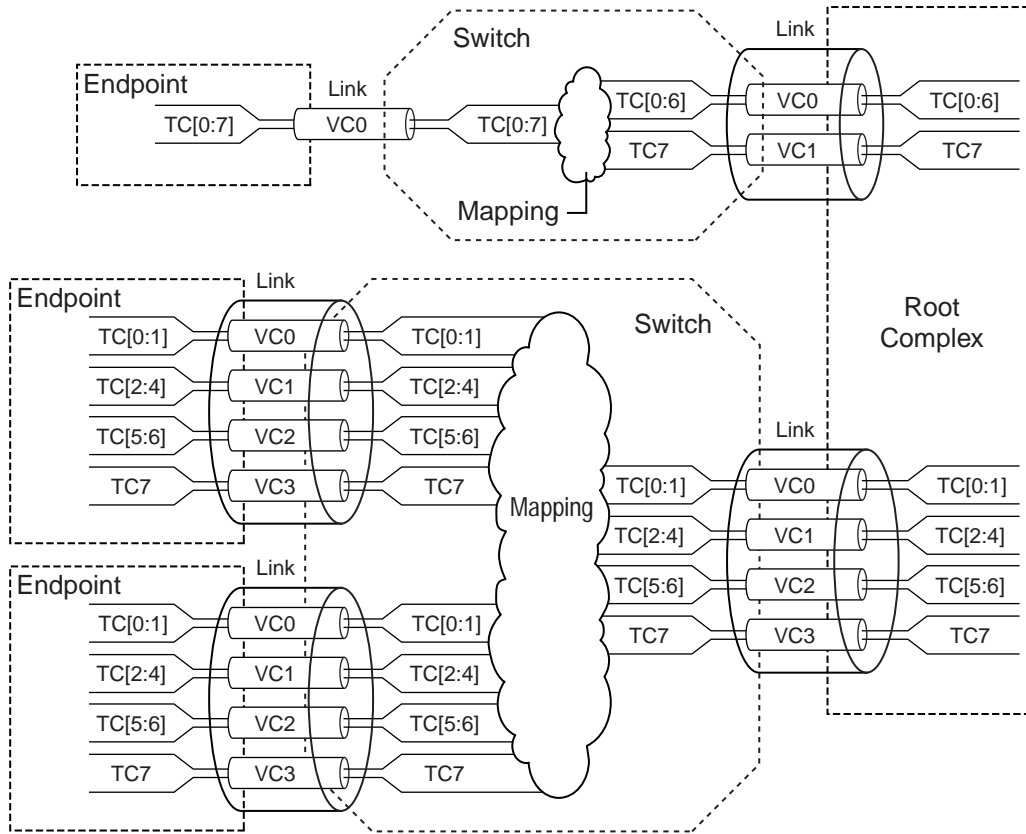 Switch
Link
Endpoint
Link
TC[0:7]
VC0
TC[0:7]
TC[0:6]
VC0
TC[0:6]
TC7
VC1
TC7
Mapping
Link
Endpoint
Switch
Root
Complex
TC[0:1]
VC0
TC[0:1]
TC[2:4]
VC1
TC[2:4]
TC[5:6]
VC2
TC[5:6]
TC7
VC3
TC7
Mapping
Link
TC[0:1]
VC0
TC[0:1]
TC[2:4]
VC1
TC[2:4]
TC[5:6]
VC2
TC[5:6]
TC7
VC3
TC7
Link
Endpoint
TC[0:1]
VC0
TC[0:1]
TC[2:4]
VC1
TC[2:4]
TC[5:6]
VC2
TC[5:6]
TC7
VC3
TC7